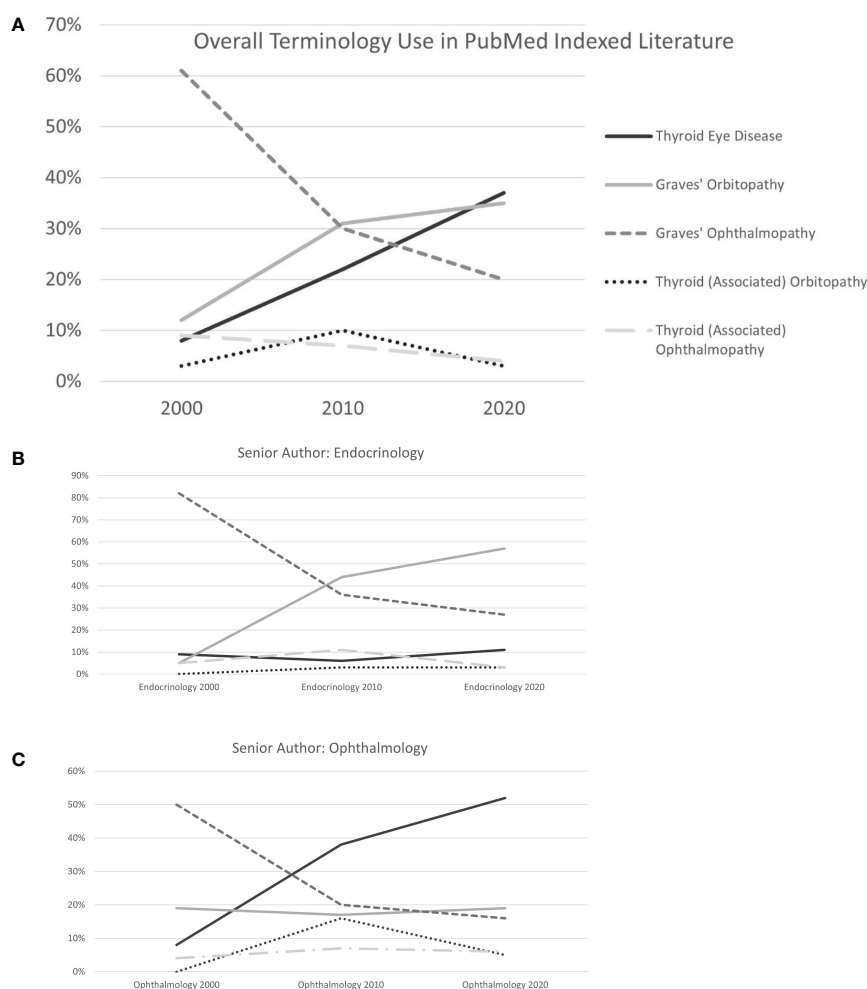 A
Overall Terminology Use in PubMed Indexed Literature
70%
60%
50%
40%
30%
20%
10%
0%
2000 2010 2020
Thyroid Eye Disease
Graves' Orbitopathy
Graves' Ophthalmopathy
Thyroid (Associated) Orbitopathy
Thyroid (Associated)
Ophthalmopathy
B
Senior Author: Endocrinology
90%
80%
70%
60%
50%
40%
30%
20%
10%
0%
Endocrinology 2000 Endocrinology 2010 Endocrinology 2020
C
Senior Author: Ophthalmology
60%
50%
40%
30%
20%
10%
0%
Ophthalmology 2000 Ophthalmology 2010 Ophthalmology 2020